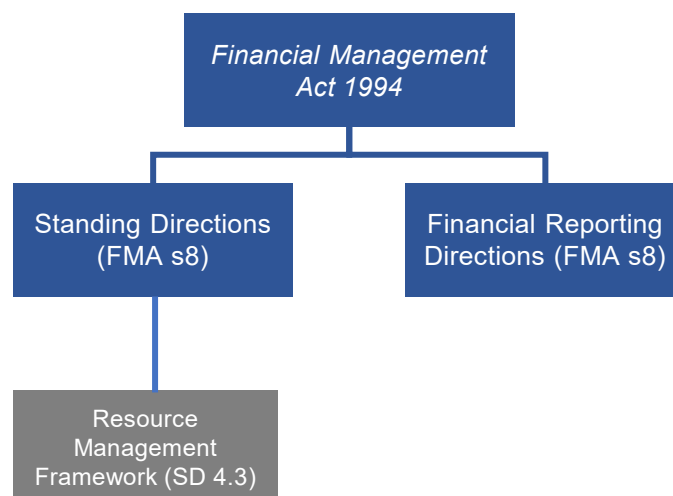 Financial Management
Act 1994
Standing Directions
(FMA s8)
Financial Reporting
Directions (FMA s8)
Resource
Management
Framework (SD 4.3)